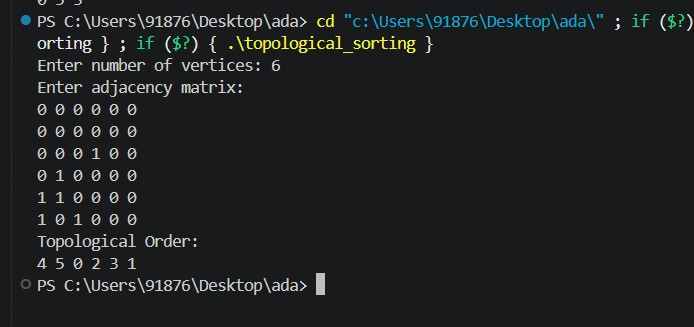 PS C:\Users\91876\Desktop\ada> cd "c:\Users\91876\Desktop\ada\" ; if ($?)
orting } ; if ($?) { .\topological_sorting }
Enter number of vertices: 6
Enter adjacency matrix:
0 0 0 0 0 0
0 0 0 0 0 0
0 0 0 1 0 0
0 1 0 0 0 0
1 1 0 0 0 0
1 0 1 0 0 0
Topological Order:
4 5 0 2 3 1
PS C:\Users\91876\Desktop\ada>